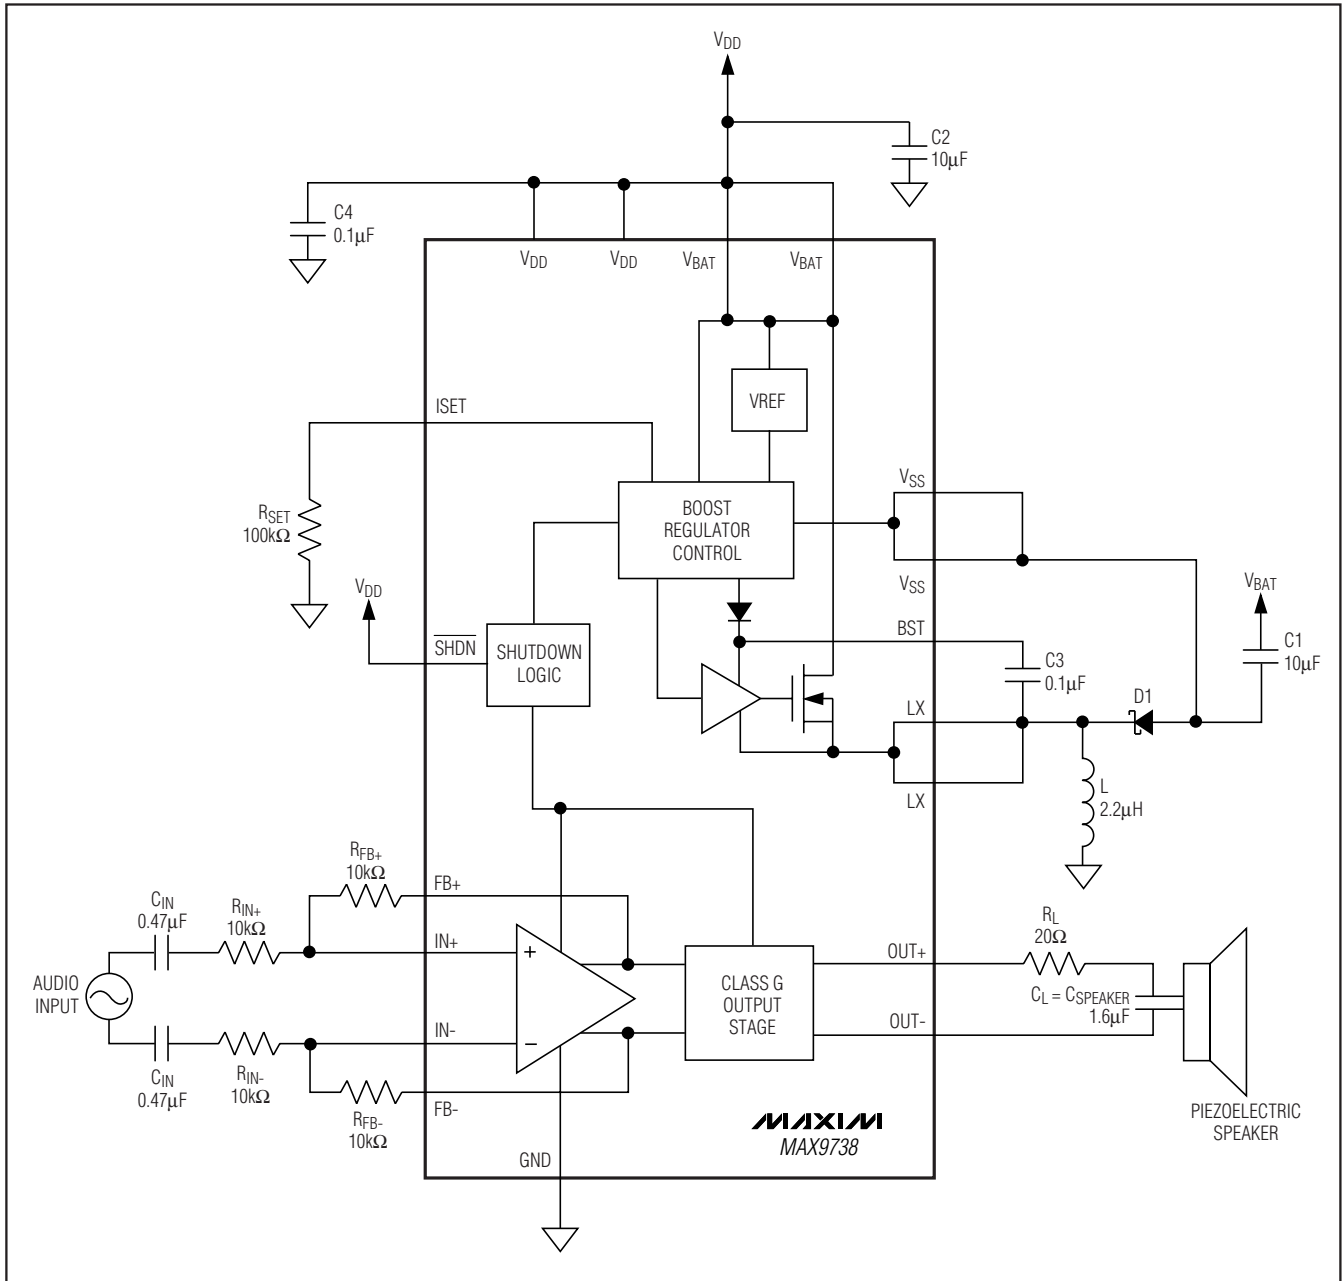 VDD
C2
10µF
C4
0.1µF
VDD
VDD
VBAT
VBAT
VREF
ISET
RSET
100kΩ
BOOST
REGULATOR
CONTROL
VSS
VSS
VDD
SHDN
SHUTDOWN
LOGIC
BST
C3
0.1µF
VBAT
C1
10µF
D1
LX
LX
L
2.2µH
RFB+
10kΩ
FB+
CIN
0.47µF
RIN+
10kΩ
IN+
+
AUDIO
INPUT
CLASS G
OUTPUT
STAGE
OUT+
RL
20Ω
CL = CSPEAKER
1.6µF
OUT-
IN-
−
CIN
0.47µF
RIN-
10kΩ
RFB-
10kΩ
FB-
PIEZOELECTRIC
SPEAKER
MAXIM
MAX9738
GND